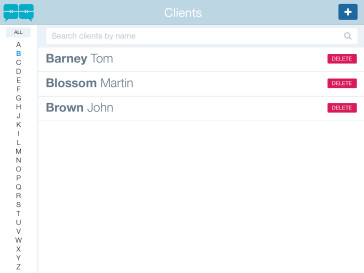 Clients
+
Search clients by name
ALL
A
B
C
D
E
F
G
H
J
K
I
L
M
N
O
P
Q
R
S
T
U
V
W
X
Y
Z
Barney Tom DELETE
Blossom Martin DELETE
Brown John DELETE